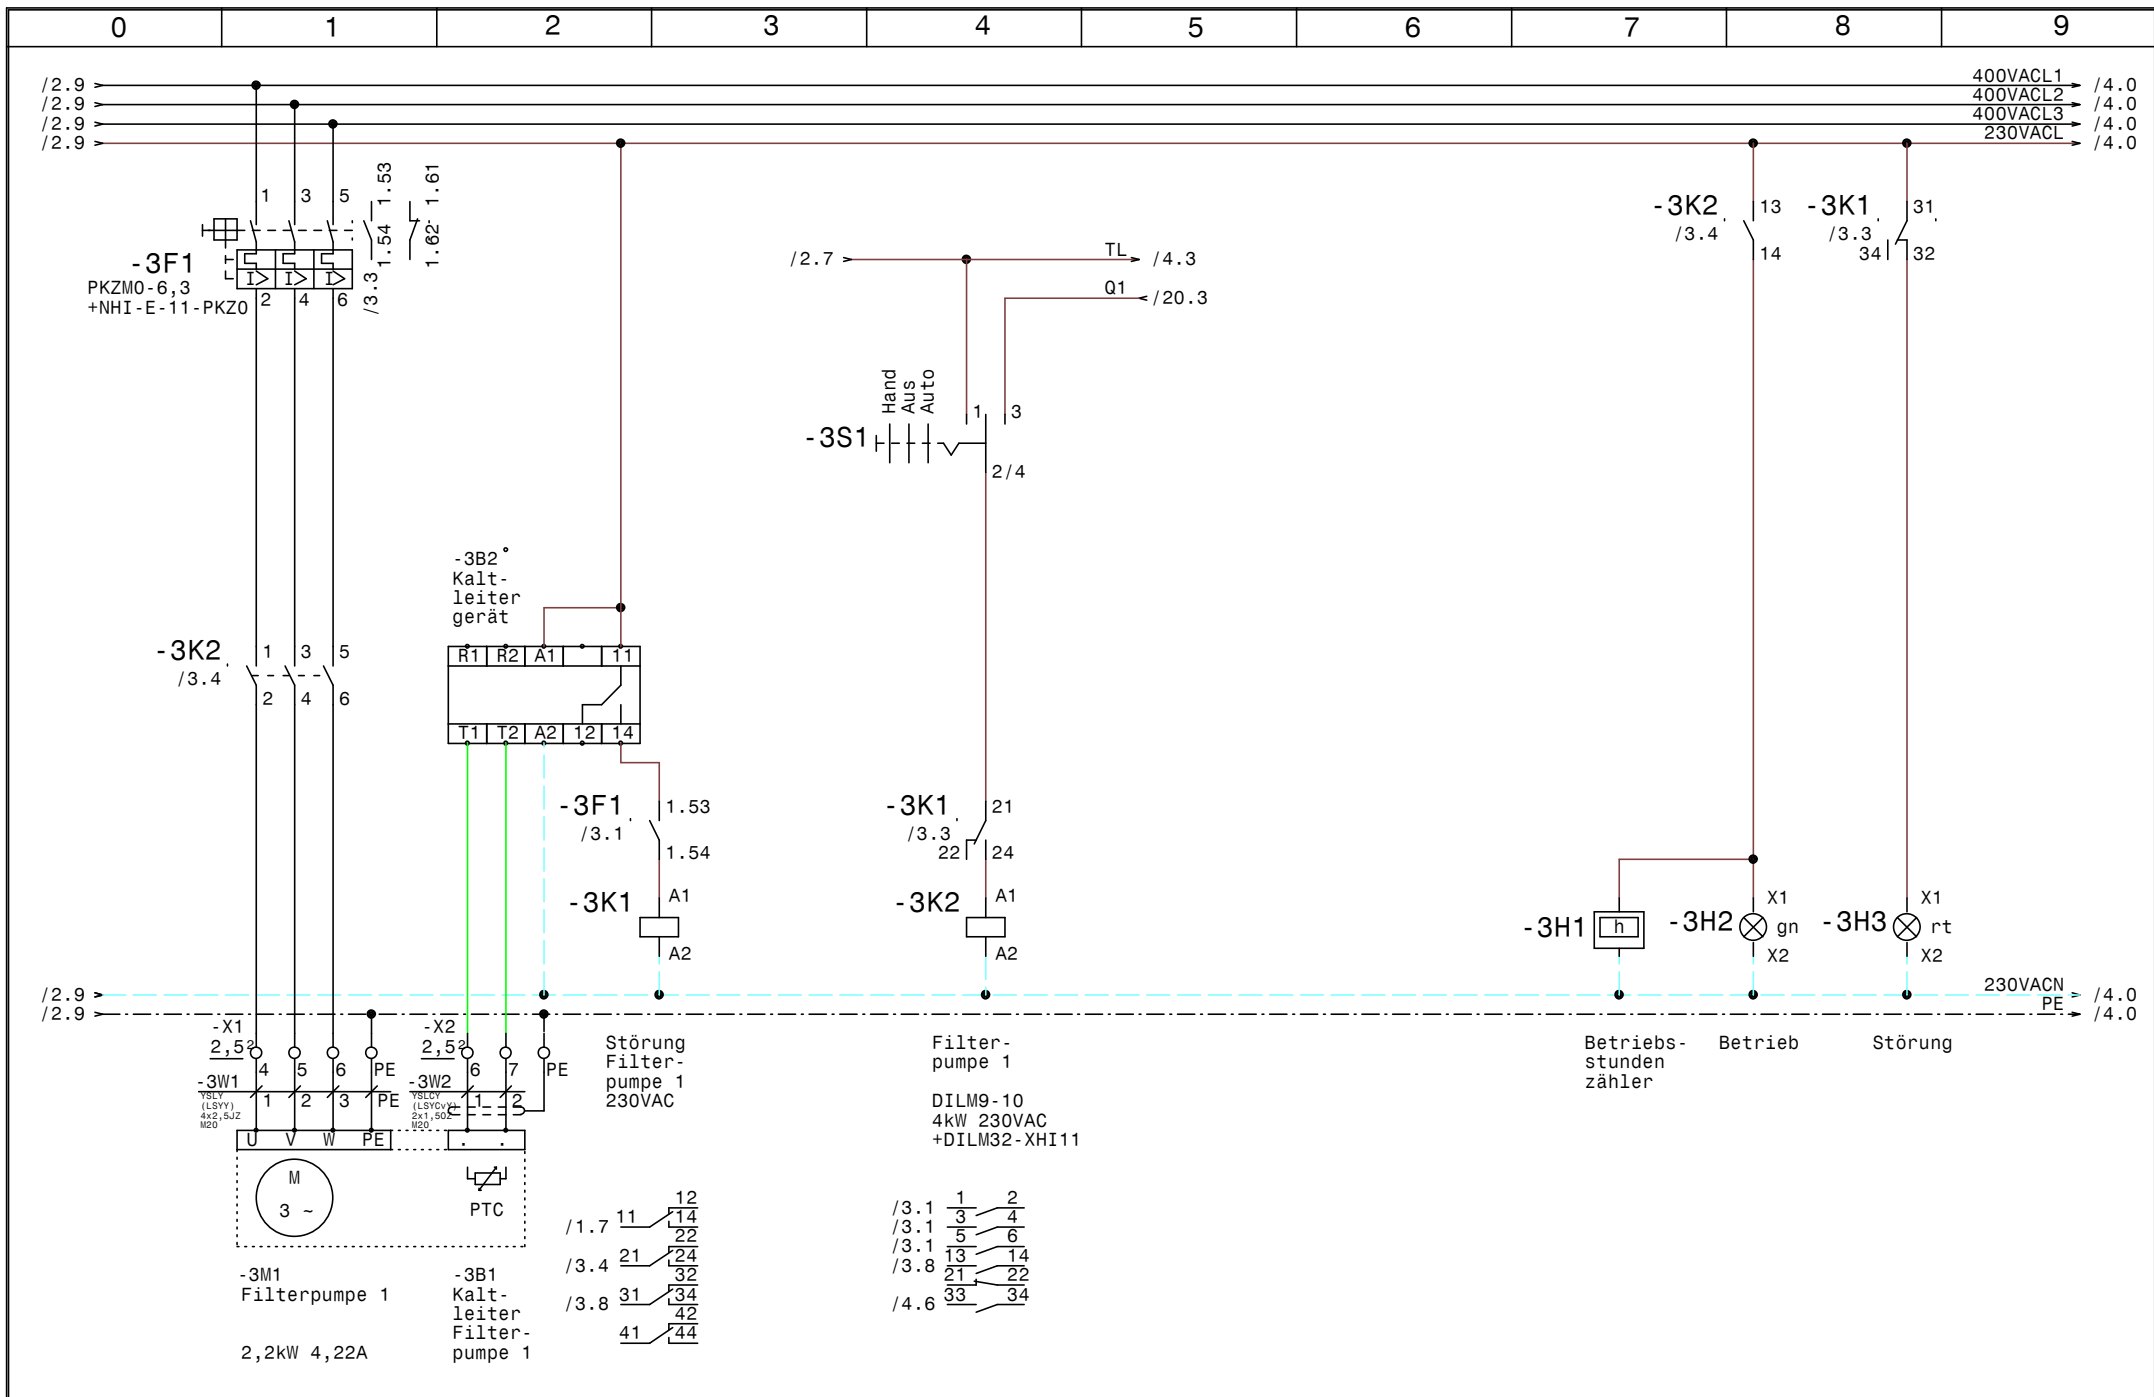 0 1 2 3 4 5 6 7 8 9
/2.9 400VACL1 /4.0
/2.9 400VACL2 /4.0
/2.9 400VACL3 /4.0
/2.9 230VACL /4.0
1 3 5 1.53 1.61
1.54 1.62
-3F1
PKZM0-6,3
+NHI-E-11-PKZ0
I> I> I>
2 4 6 /3.3
/2.7 TL /4.3
Q1 /20.3
-3K2 13
/3.4 14
-3K1 31
/3.3 34 32
Hand
Aus
Auto
-3S1 1 3
2/4
-3B2
Kalt-
leiter
gerät
R1 R2 A1 11
T1 T2 A2 12 14
-3K2 1 3 5
/3.4 2 4 6
-3F1 1.53
/3.1 1.54
-3K1 A1
A2
-3K1 21
/3.3 22 24
-3K2 A1
A2
-3H1 h
-3H2 X1
gn
X2
-3H3 X1
rt
X2
/2.9 230VACN /4.0
/2.9 PE /4.0
-X1
2,5²
4 5 6 PE
-3W1
YSLY
(LSYY)
4x2,5JZ
M20
1 2 3 PE
U V W PE
M
3 ~
-X2
2,5²
6 7 PE
-3W2
YSLCY
(LSYCvY)
2x1,5OZ
M20
1 2
. .
PTC
Störung
Filter-
pumpe 1
230VAC
Filter-
pumpe 1
DILM9-10
4kW 230VAC
+DILM32-XHI11
Betriebs-
stunden
zähler
Betrieb
Störung
-3M1
Filterpumpe 1
2,2kW 4,22A
-3B1
Kalt-
leiter
Filter-
pumpe 1
12
/1.7 11 14
22
/3.4 21 24
32
/3.8 31 34
42
41 44
/3.1 1 2
/3.1 3 4
/3.1 5 6
/3.8 13 14
21 22
/4.6 33 34